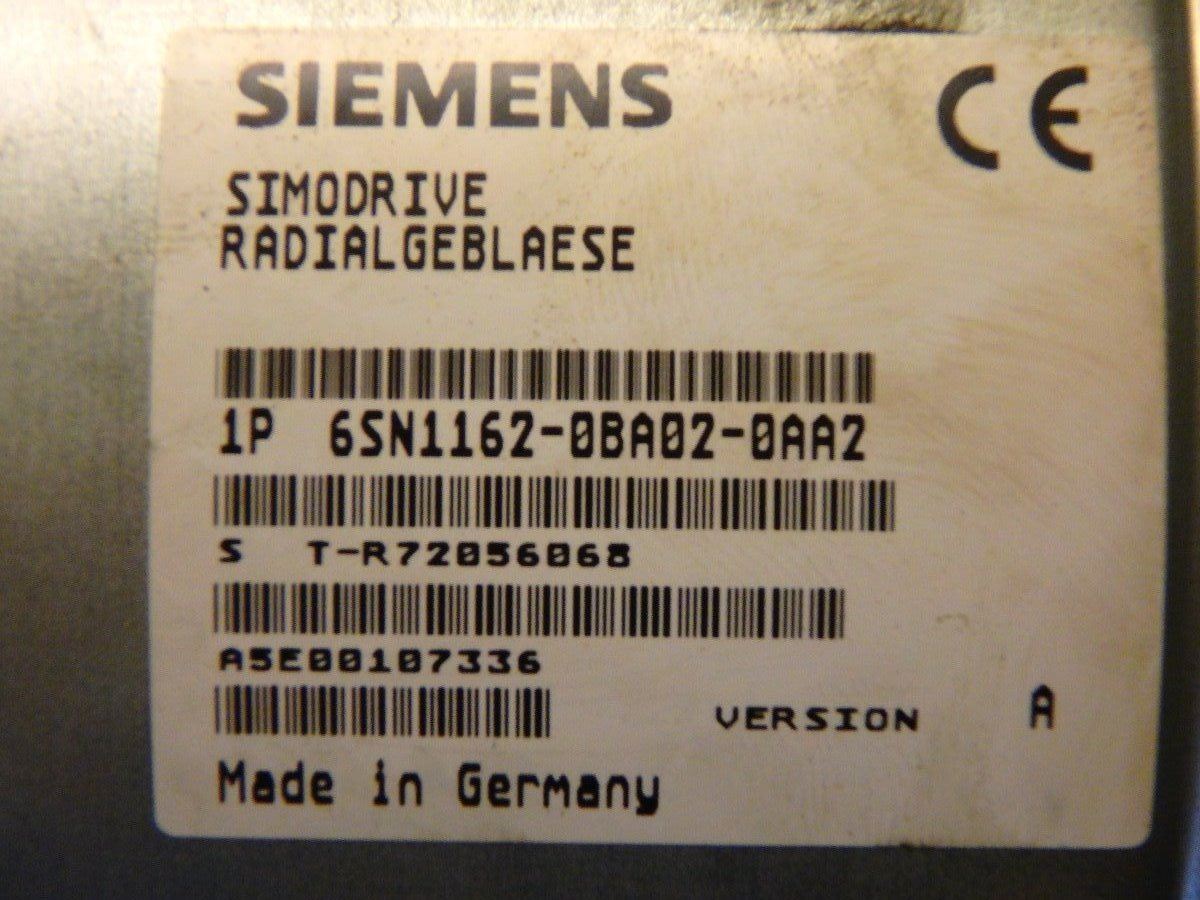 SIEMENS
CE
SIMODRIVE
RADIALGEBLAESE
1P 6SN1162-0BA02-0AA2
S T-R72056068
A5E00107336
VERSION A
Made in Germany